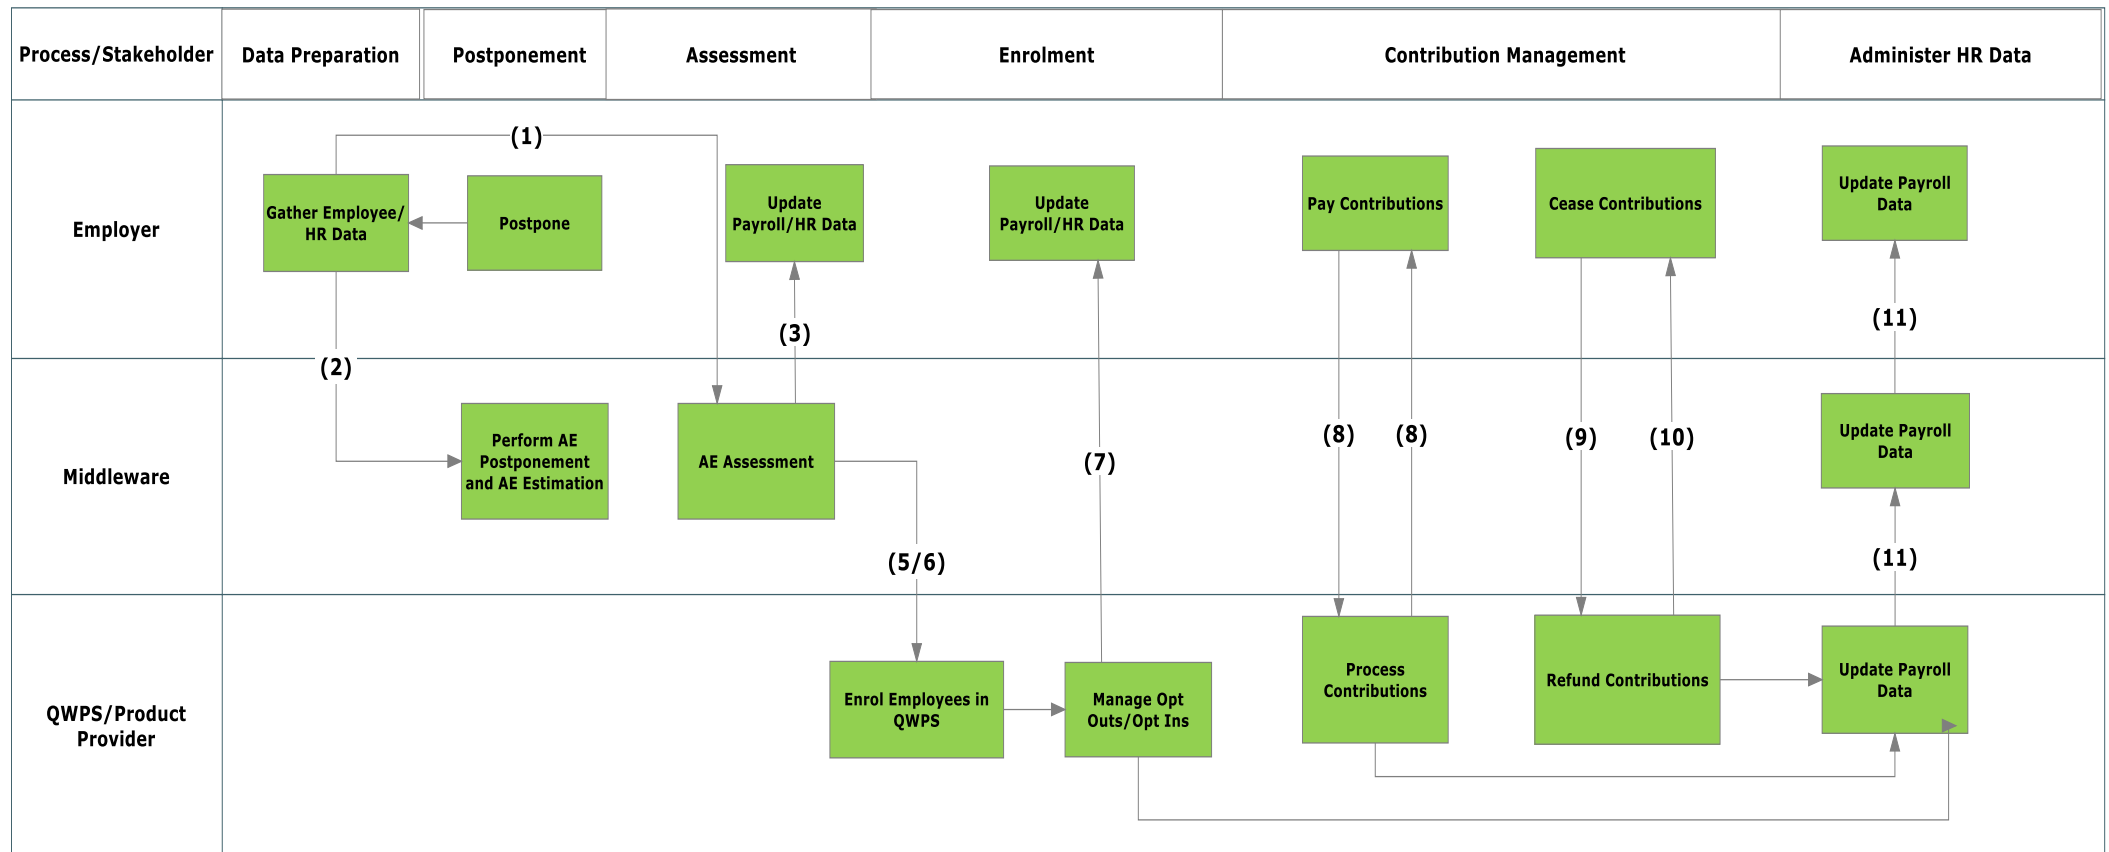 Process/Stakeholder
Data Preparation
Postponement
Assessment
Enrolment
Contribution Management
Administer HR Data
Employer
(1)
Gather Employee/
HR Data
Postpone
Update
Payroll/HR Data
Update
Payroll/HR Data
Pay Contributions
Cease Contributions
Update Payroll
Data
(3)
(11)
(2)
Middleware
Perform AE
Postponement
and AE Estimation
AE Assessment
(7)
(8)
(8)
(9)
(10)
Update Payroll
Data
(5/6)
(11)
QWPS/Product
Provider
Enrol Employees in
QWPS
Manage Opt
Outs/Opt Ins
Process
Contributions
Refund Contributions
Update Payroll
Data